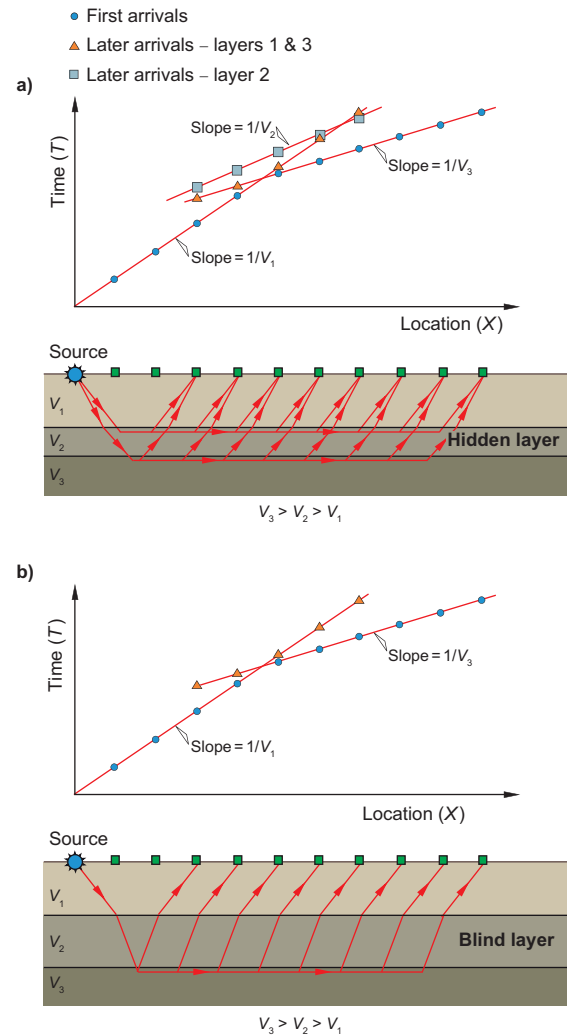 First arrivals
Later arrivals – layers 1 & 3
Later arrivals – layer 2
a)
Time (T)
Slope = 1/V₂
Slope = 1/V₃
Slope = 1/V₁
Location (X)
Source
V₁
V₂
Hidden layer
V₃
V₃ > V₂ > V₁
b)
Time (T)
Slope = 1/V₃
Slope = 1/V₁
Location (X)
Source
V₁
V₂
Blind layer
V₃
V₃ > V₂ > V₁